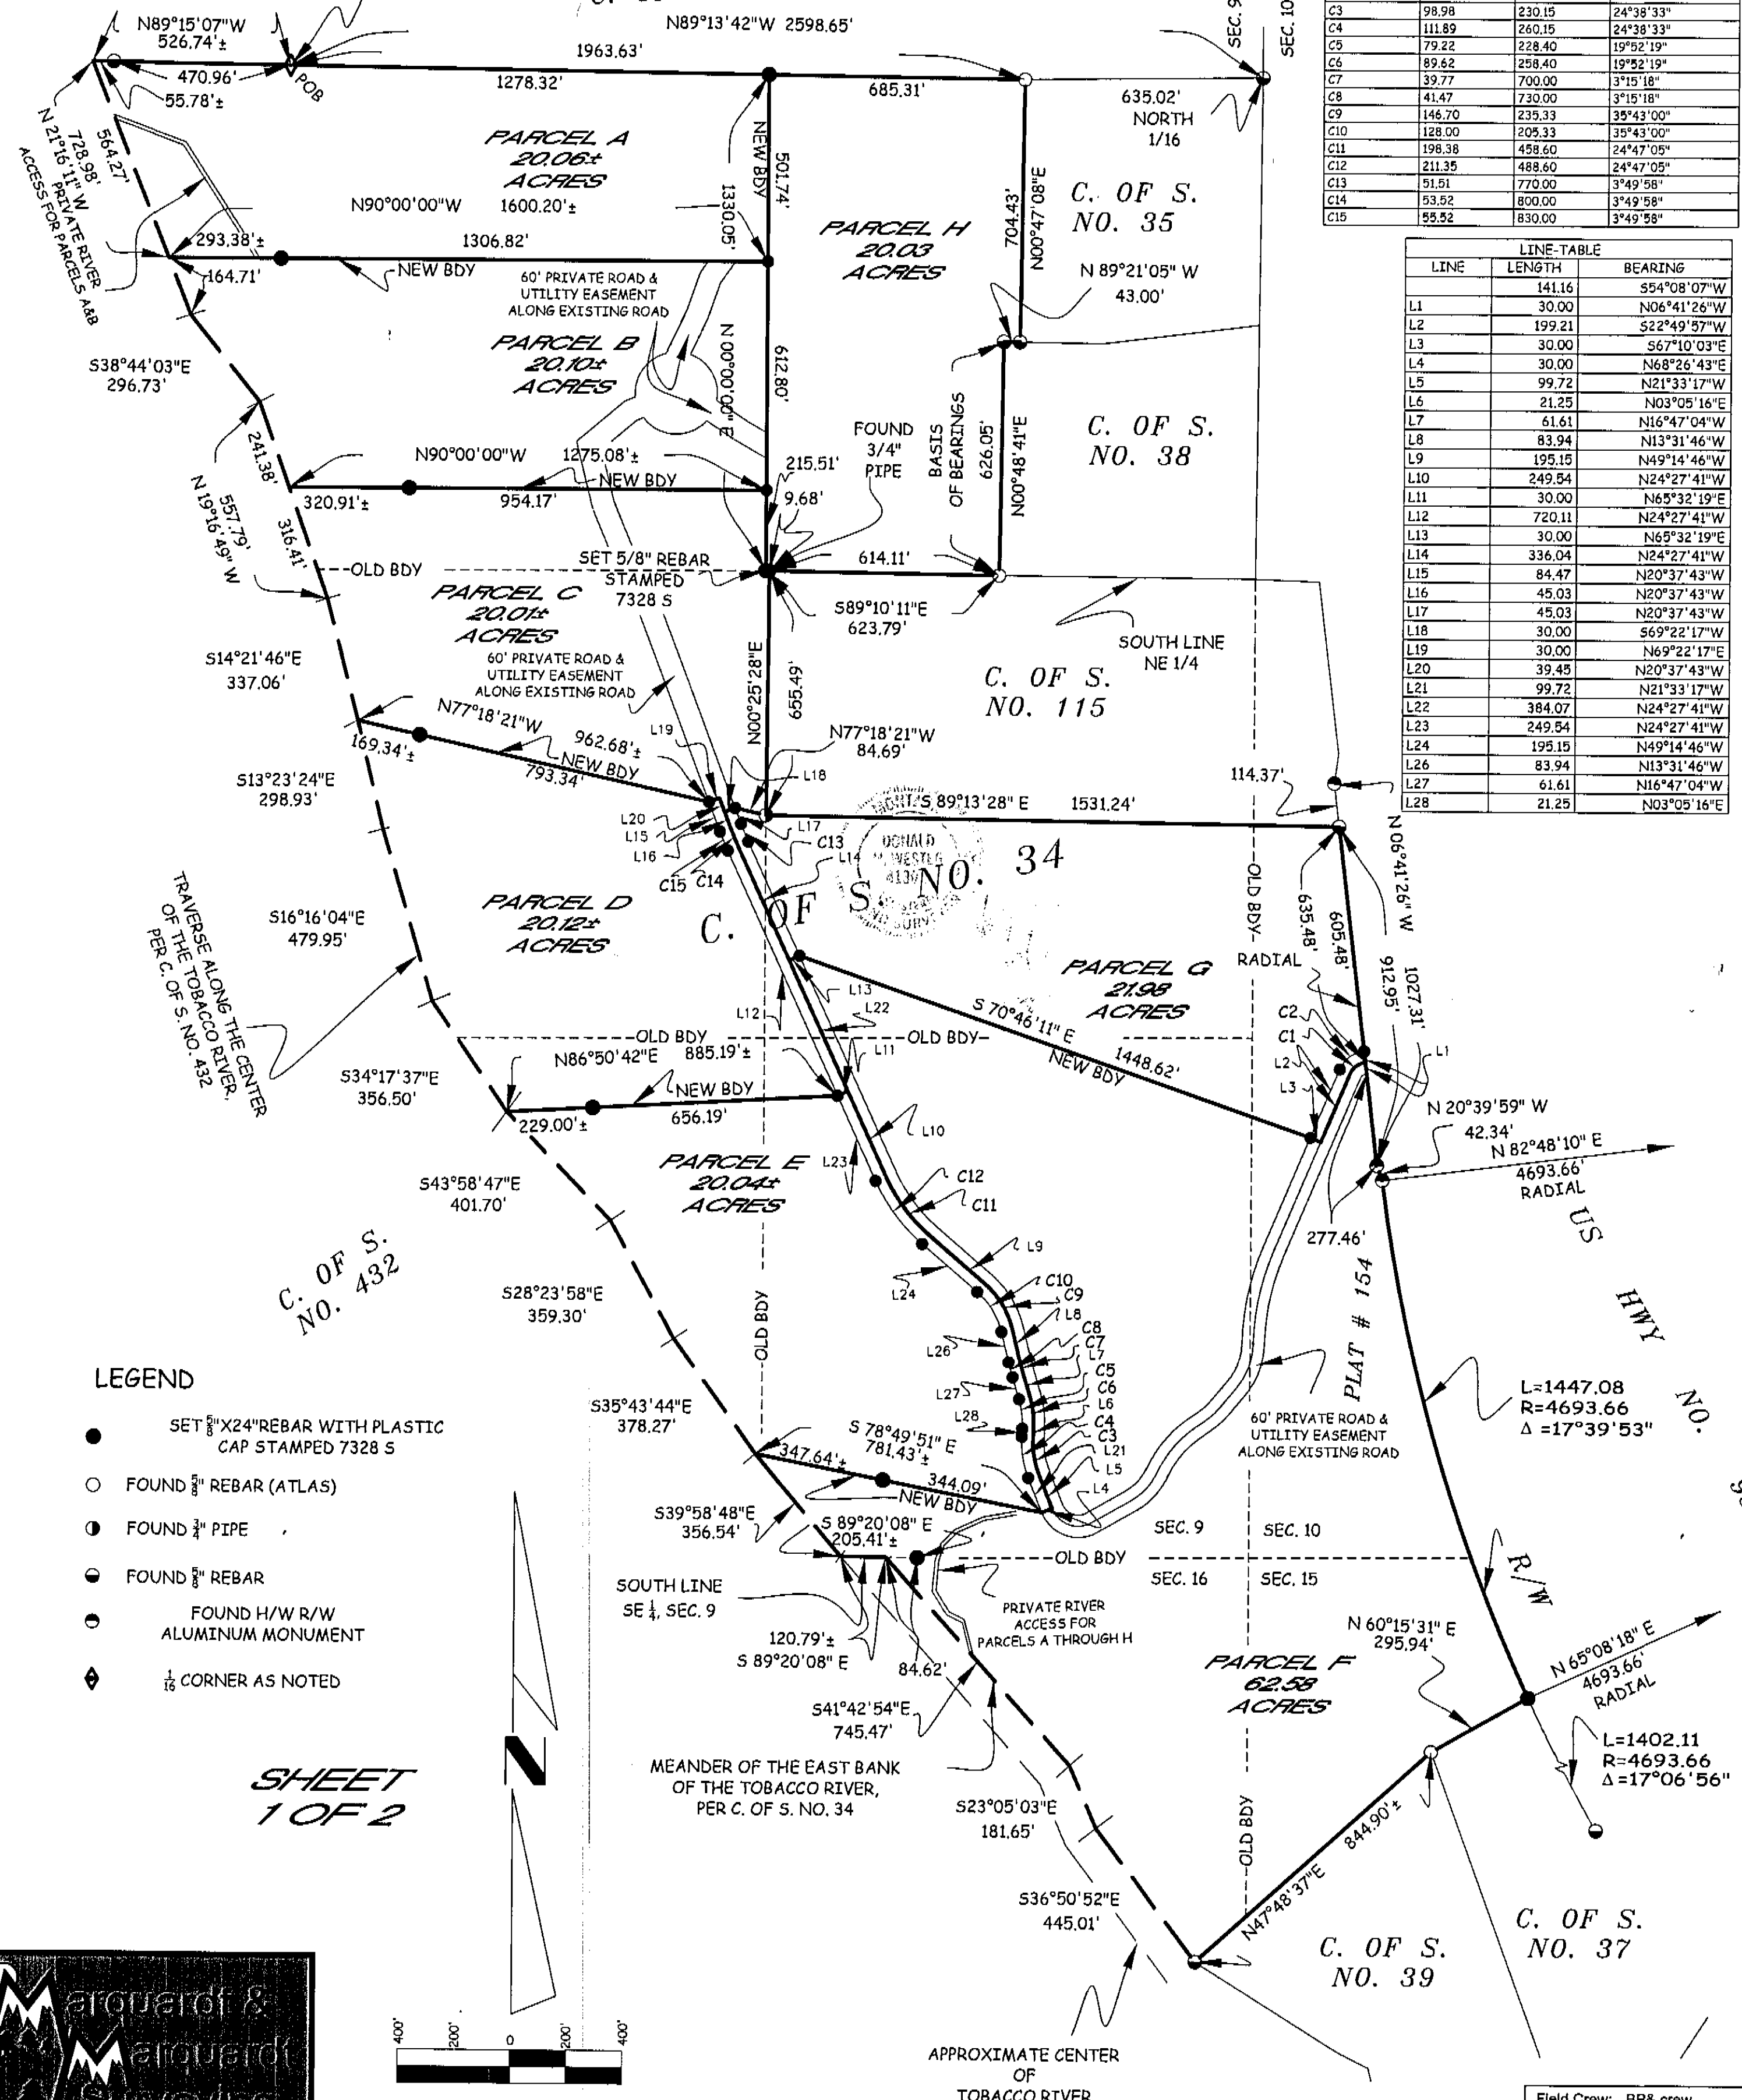 N89°15'07"W
526.74'±
470.96'
55.78'±
POB
N89°13'42"W 2598.65'
1963.63'
1278.32'
685.31'
635.02'
NORTH
1/16
SEC. 9
SEC. 10
C3 98.98 230.15 24°38'33"
C4 111.89 260.15 24°38'33"
C5 79.22 228.40 19°52'19"
C6 89.62 258.40 19°52'19"
C7 39.77 700.00 3°15'18"
C8 41.47 730.00 3°15'18"
C9 146.70 235.33 35°43'00"
C10 128.00 205.33 35°43'00"
C11 198.38 458.60 24°47'05"
C12 211.35 488.60 24°47'05"
C13 51.51 770.00 3°49'58"
C14 53.52 800.00 3°49'58"
C15 55.52 830.00 3°49'58"
LINE-TABLE
LINE LENGTH BEARING
141.16 S54°08'07"W
L1 30.00 N06°41'26"W
L2 199.21 S22°49'57"W
L3 30.00 S67°10'03"E
L4 30.00 N68°26'43"E
L5 99.72 N21°33'17"W
L6 21.25 N03°05'16"E
L7 61.61 N16°47'04"W
L8 83.94 N13°31'46"W
L9 195.15 N49°14'46"W
L10 249.54 N24°27'41"W
L11 30.00 N65°32'19"E
L12 720.11 N24°27'41"W
L13 30.00 N65°32'19"E
L14 336.04 N24°27'41"W
L15 84.47 N20°37'43"W
L16 45.03 N20°37'43"W
L17 45.03 N20°37'43"W
L18 30.00 S69°22'17"W
L19 30.00 N69°22'17"E
L20 39.45 N20°37'43"W
L21 99.72 N21°33'17"W
L22 384.07 N24°27'41"W
L23 249.54 N24°27'41"W
L24 195.15 N49°14'46"W
L26 83.94 N13°31'46"W
L27 61.61 N16°47'04"W
L28 21.25 N03°05'16"E
564.27'
N 21°16'11" W
728.98'
PRIVATE RIVER
ACCESS FOR PARCELS A&B
PARCEL A
20.06±
ACRES
NEW BDY
501.74'
1330.05'
N90°00'00"W 1600.20'±
293.38'±
1306.82'
NEW BDY
164.71'
PARCEL H
20.03
ACRES
704.43'
N00°47'08"E
C. OF S.
NO. 35
N 89°21'05" W
43.00'
60' PRIVATE ROAD &
UTILITY EASEMENT
ALONG EXISTING ROAD
PARCEL B
20.10±
ACRES
N 00°00'00" E
612.80'
S38°44'03"E
296.73'
241.38'
557.79'
N 19°16'49" W
316.41'
N90°00'00"W 1275.08'±
NEW BDY
320.91'±
954.17'
215.51'
9.68'
FOUND
3/4"
PIPE
BASIS
OF BEARINGS
626.05'
N00°48'41"E
C. OF S.
NO. 38
OLD BDY
SET 5/8" REBAR
STAMPED
7328 S
614.11'
S89°10'11"E
623.79'
SOUTH LINE
NE 1/4
PARCEL C
20.01±
ACRES
60' PRIVATE ROAD &
UTILITY EASEMENT
ALONG EXISTING ROAD
N00°25'28"E
655.49'
C. OF S.
NO. 115
S14°21'46"E
337.06'
N77°18'21"W
962.68'±
NEW BDY
169.34'±
793.34'
L19
N77°18'21"W
84.69'
L18
L20
L15
L16
L17
C13
L14
C15
C14
S 89°13'28" E 1531.24'
114.37'
N 06°41'26" W
DONALD
C. OF S. NO. 34
S13°23'24"E
298.93'
S16°16'04"E
479.95'
TRAVERSE ALONG THE CENTER
OF THE TOBACCO RIVER,
PER C. OF S. NO. 432
PARCEL D
20.12±
ACRES
L13
L12
L22
L11
OLD BDY
OLD BDY
PARCEL G
21.98
ACRES
S 70°46'11" E
1448.62'
NEW BDY
OLD BDY
RADIAL
635.48'
605.48'
912.95'
1027.31'
C2
C1
L2
L3
L1
N 20°39'59" W
42.34'
N 82°48'10" E
4693.66'
RADIAL
277.46'
S34°17'37"E
356.50'
N86°50'42"E 885.19'±
NEW BDY
229.00'±
656.19'
L10
L23
PARCEL E
20.04±
ACRES
C12
C11
S43°58'47"E
401.70'
C. OF S.
NO. 432
S28°23'58"E
359.30'
OLD BDY
L9
L24
C10
C9
L8
C8
C7
L7
L26
C5
C6
L27
L6
C4
L28
C3
L21
L5
L4
PLAT # 154
US HWY NO.
R/W
L=1447.08
R=4693.66
Δ =17°39'53"
60' PRIVATE ROAD &
UTILITY EASEMENT
ALONG EXISTING ROAD
S35°43'44"E
378.27'
S 78°49'51" E
781.43'±
347.64'±
344.09'
NEW BDY
S39°58'48"E
356.54'
S 89°20'08" E
205.41'±
OLD BDY
SEC. 9
SEC. 10
SEC. 16
SEC. 15
SOUTH LINE
SE ¼, SEC. 9
120.79'±
S 89°20'08" E
84.62'
PRIVATE RIVER
ACCESS FOR
PARCELS A THROUGH H
S41°42'54"E
745.47'
MEANDER OF THE EAST BANK
OF THE TOBACCO RIVER,
PER C. OF S. NO. 34
PARCEL F
62.58
ACRES
N 60°15'31" E
295.94'
N 65°08'18" E
4693.66'
RADIAL
L=1402.11
R=4693.66
Δ =17°06'56"
S23°05'03"E
181.65'
OLD BDY
844.90'±
N47°48'37"E
S36°50'52"E
445.01'
C. OF S.
NO. 39
C. OF S.
NO. 37
APPROXIMATE CENTER
OF
TOBACCO RIVER
LEGEND
SET ⅝"X24"REBAR WITH PLASTIC
CAP STAMPED 7328 S
FOUND ⅝" REBAR (ATLAS)
FOUND ¾" PIPE
FOUND ⅝" REBAR
FOUND H/W R/W
ALUMINUM MONUMENT
1/16 CORNER AS NOTED
SHEET
1 OF 2
N
400' 200' 0 200' 400'
Marquardt &
Marquardt
Surveying
Field Crew: BB& crew